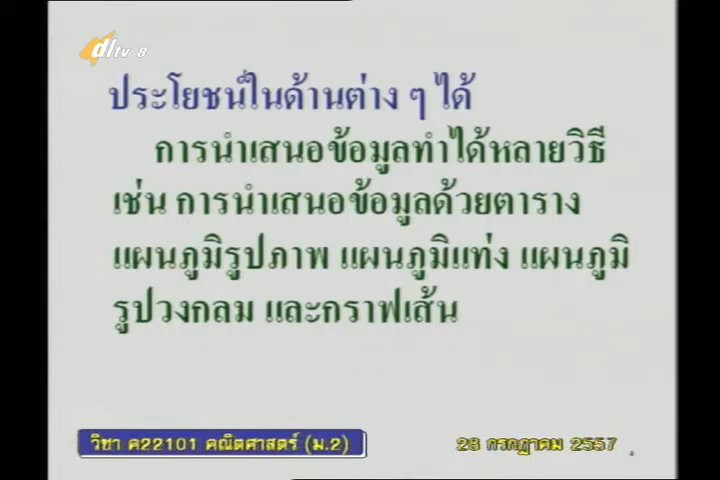 dltv-8
ประโยชน์ในด้านต่าง ๆ ได้
การนำเสนอข้อมูลทำได้หลายวิธี
เช่น การนำเสนอข้อมูลด้วยตาราง
แผนภูมิรูปภาพ แผนภูมิแท่ง แผนภูมิ
รูปวงกลม และกราฟเส้น
วิชา ค22101 คณิตศาสตร์ (ม.2)
23 กรกฎาคม 2557